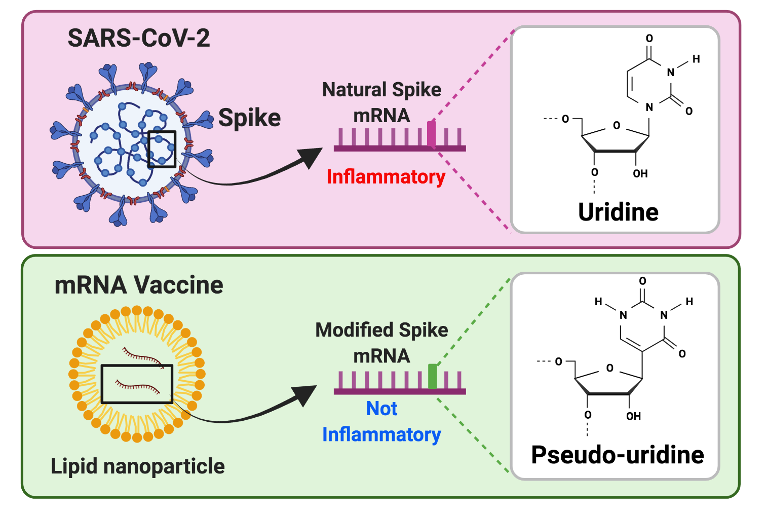 SARS-CoV-2
Spike
Natural Spike
mRNA
Inflammatory
O
N
H
N
O
O
O
O
OH
Uridine
mRNA Vaccine
Lipid nanoparticle
Modified Spike
mRNA
Not
Inflammatory
O
H
N
N
H
O
O
O
O
OH
Pseudo-uridine